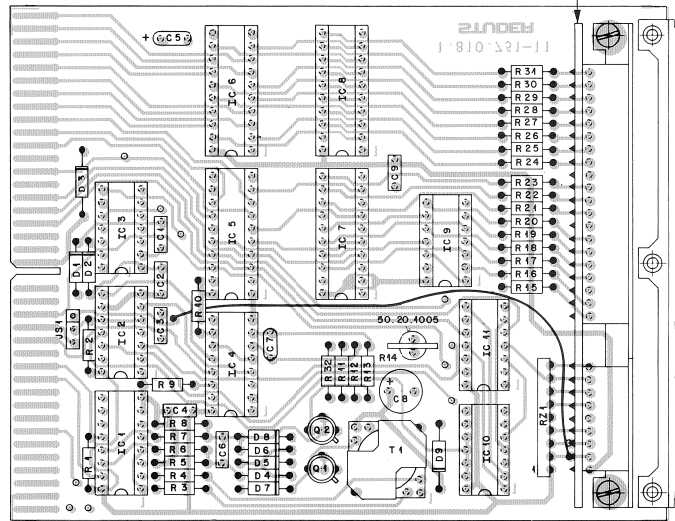 STUDER
1.810.751-11
+ C5
IC6
IC8
R31
R30
R29
R28
R27
R26
R25
R24
C9
D3
R23
R22
R21
R20
R19
R18
R17
R16
R15
IC3
C1
IC5
IC7
IC9
D1
D2
C2
R10
JS1
R2
IC2
C3
IC4
C7
50.20.1005
R14
IC11
R32
R11
R12
R13
+
C8
R9
RZ1
1
C4
R8
R7
R6
R5
R4
R3
R1
IC1
C6
D8
D6
D5
D4
D7
Q2
Q1
T1
D9
IC10